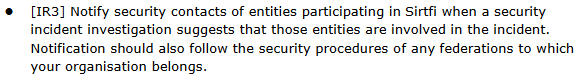 ● [IR3] Notify security contacts of entities participating in Sirtfi when a security
incident investigation suggests that those entities are involved in the incident.
Notification should also follow the security procedures of any federations to which
your organisation belongs.